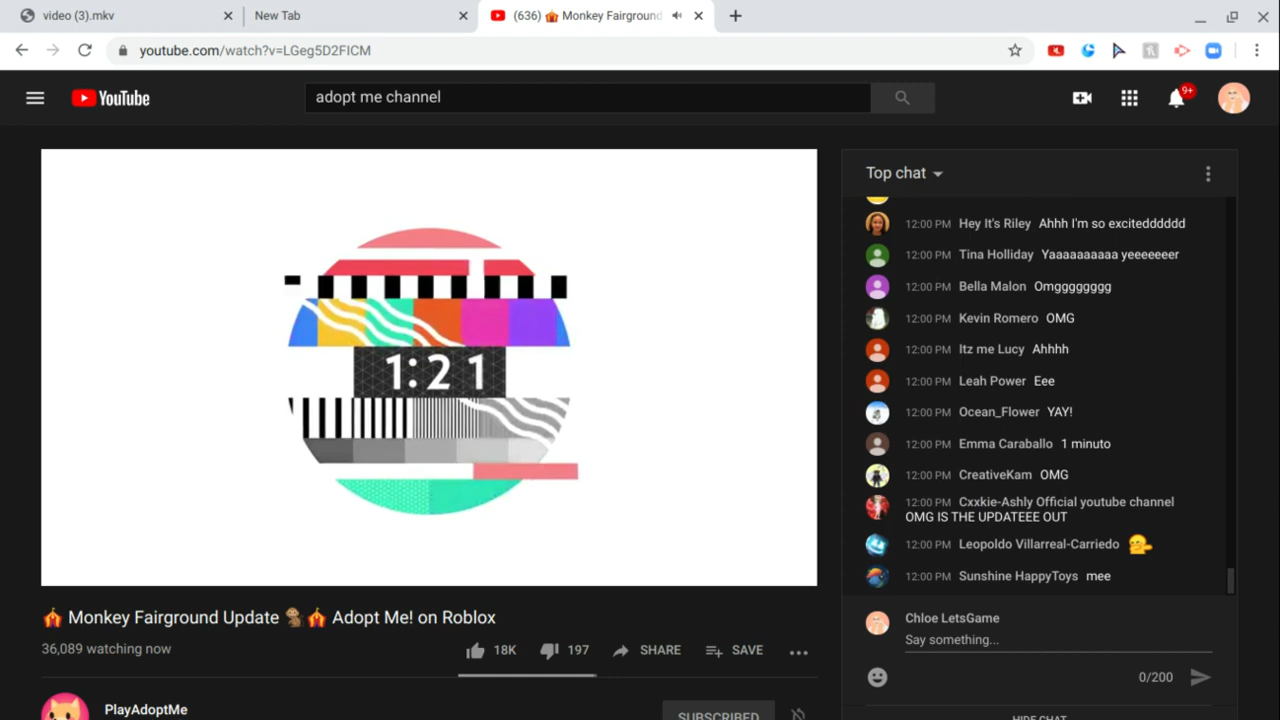 video (3).mkv
New Tab
(636) 🎪 Monkey Fairground
youtube.com/watch?v=LGeg5D2FICM
YouTube
adopt me channel
9+
1:21
🎪 Monkey Fairground Update 🐒🎪 Adopt Me! on Roblox
36,089 watching now
18K
197
SHARE
SAVE
PlayAdoptMe
SUBSCRIBED
Top chat
12:00 PM Hey It's Riley Ahhh I'm so exciteddddd
12:00 PM Tina Holliday Yaaaaaaaaaa yeeeeeeer
12:00 PM Bella Malon Omgggggggg
12:00 PM Kevin Romero OMG
12:00 PM Itz me Lucy Ahhhh
12:00 PM Leah Power Eee
12:00 PM Ocean_Flower YAY!
12:00 PM Emma Caraballo 1 minuto
12:00 PM CreativeKam OMG
12:00 PM Cxxkie-Ashly Official youtube channel
OMG IS THE UPDATEEE OUT
12:00 PM Leopoldo Villarreal-Carriedo
12:00 PM Sunshine HappyToys mee
Chloe LetsGame
Say something...
0/200
HIDE CHAT